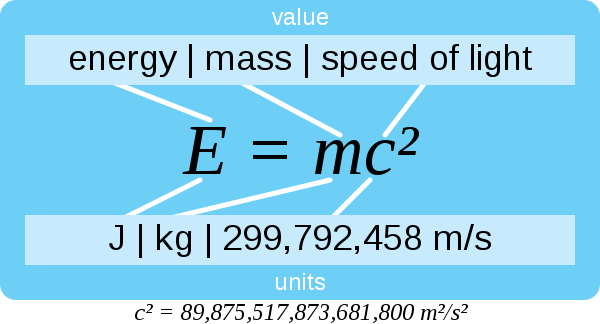 value
energy | mass | speed of light
E = mc²
J | kg | 299,792,458 m/s
units
c² = 89,875,517,873,681,800 m²/s²